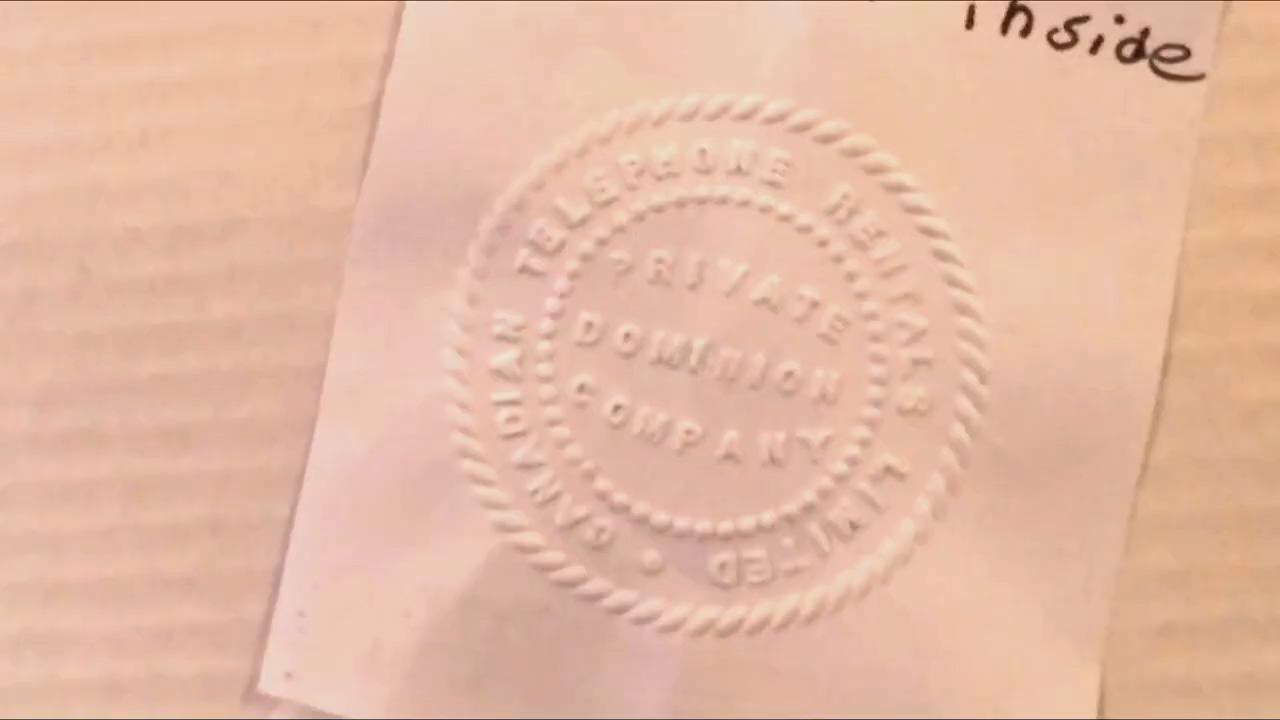 inside
CANADIAN TELEPHONE RENTALS LIMITED
PRIVATE
DOMINION
COMPANY